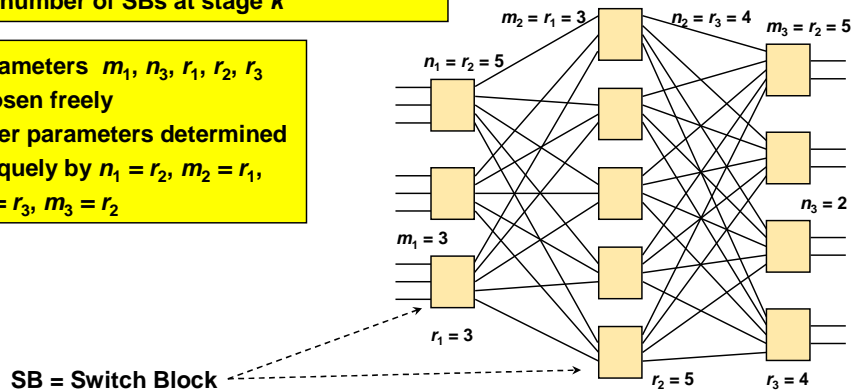 number of SBs at stage k
m₂ = r₁ = 3
n₂ = r₃ = 4
m₃ = r₂ = 5
n₁ = r₂ = 5
m₁, n₃, r₁, r₂, r₃
osen freely
er parameters determined
quely by n₁ = r₂, m₂ = r₁,
= r₃, m₃ = r₂
n₃ = 2
m₁ = 3
r₁ = 3
SB = Switch Block
r₂ = 5
r₃ = 4